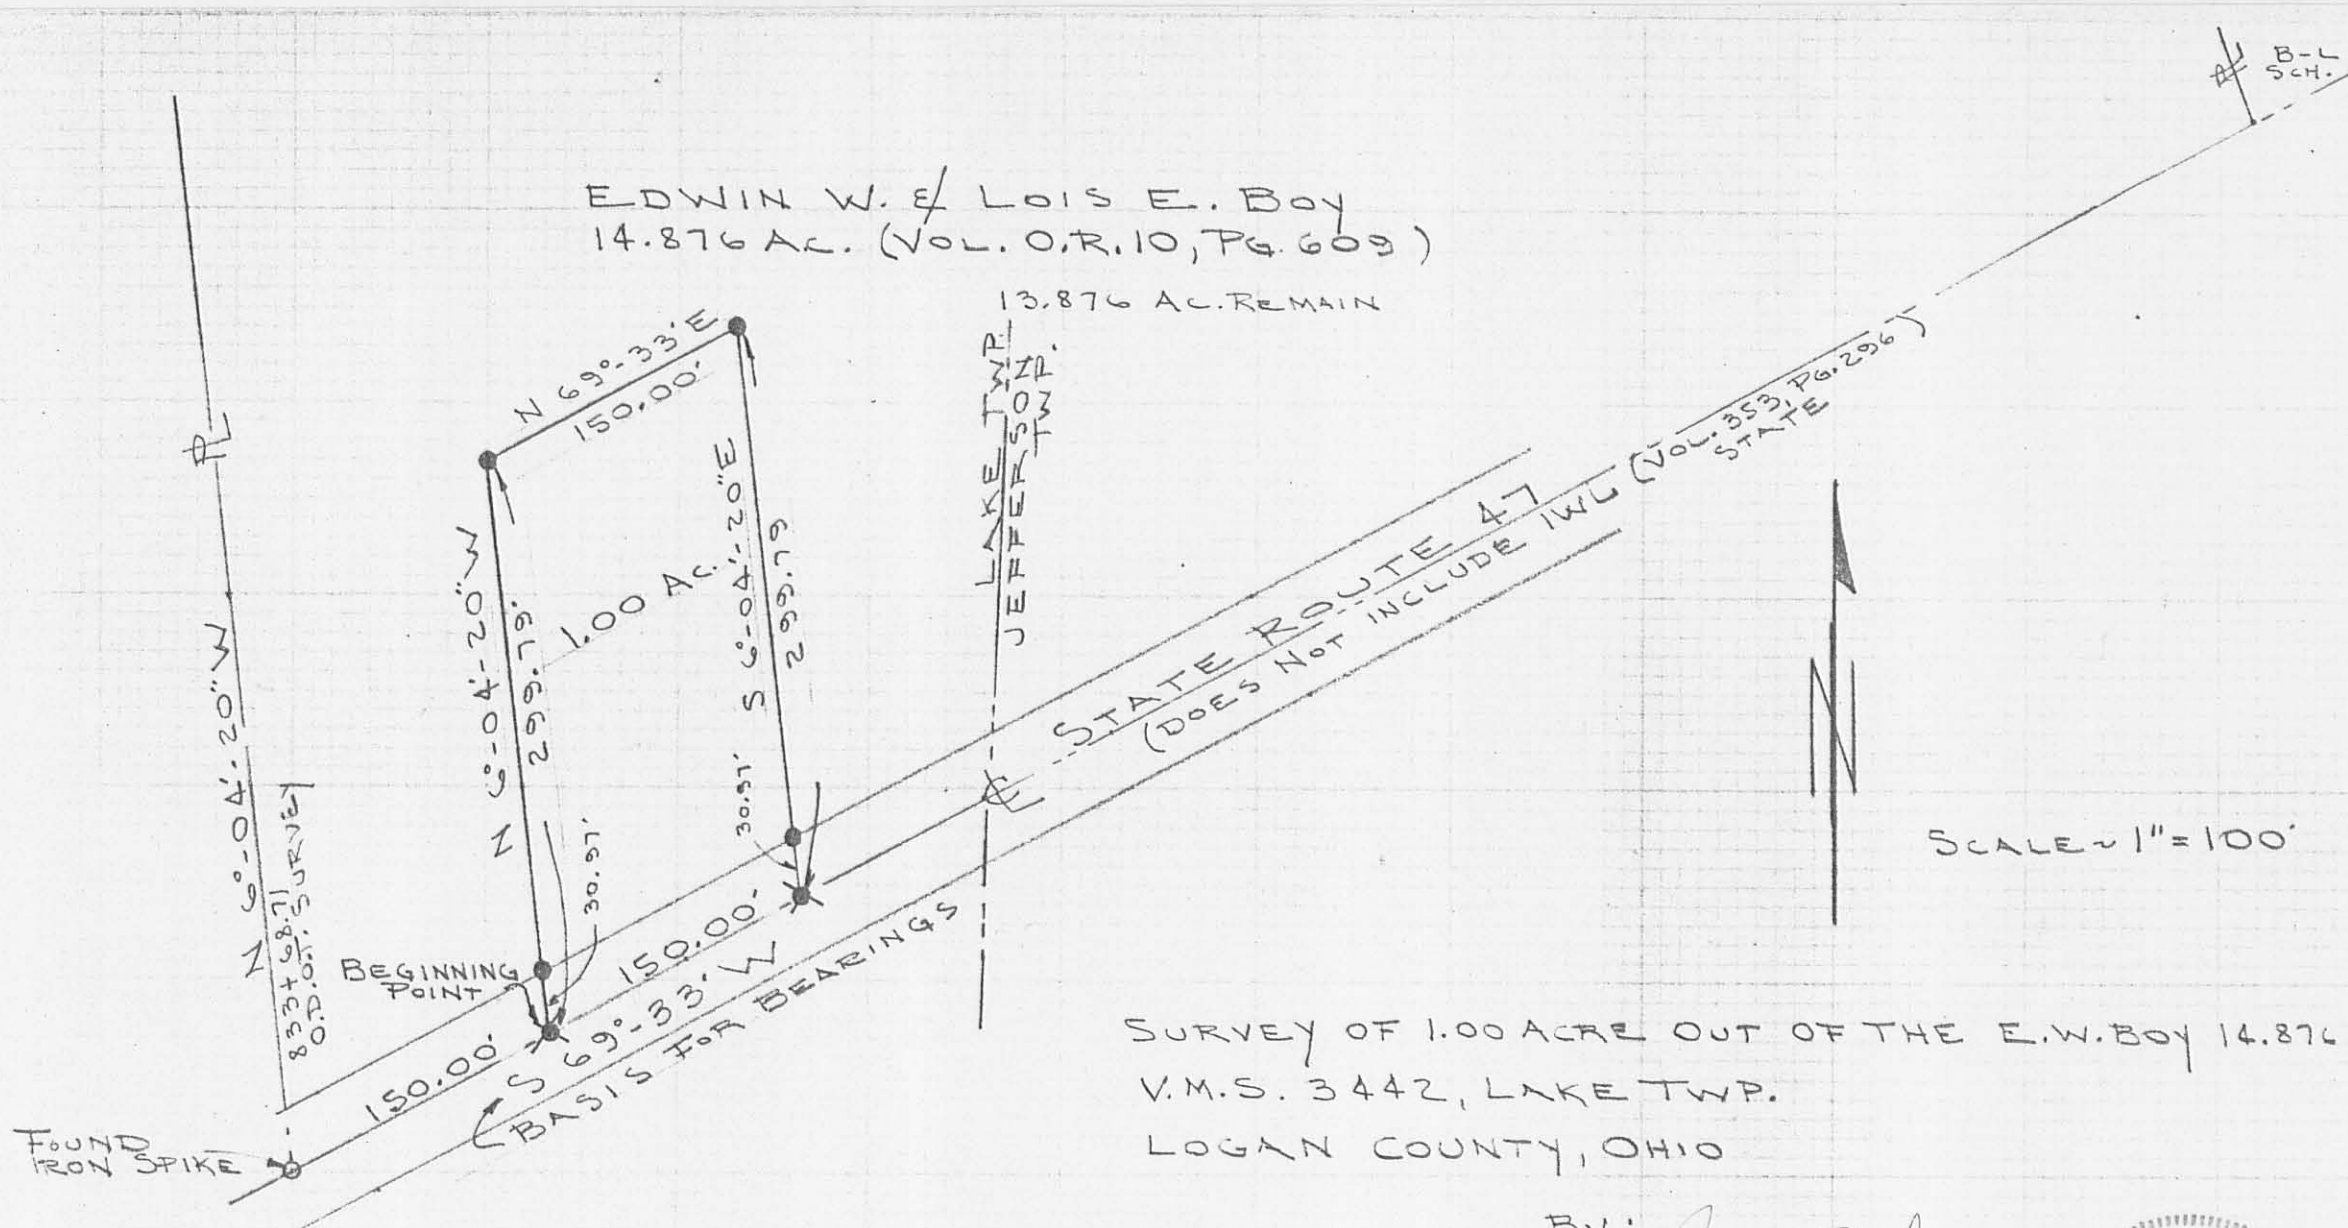 B-L
SCH.
EDWIN W. & LOIS E. BOY
14.876 AC. (VOL. O.R. 10, PG. 609)
13.876 AC. REMAIN
N 69°-33' E
150.00'
LAKE TWP.
JEFFERSON TWP.
PL
N 6°-04'-20" W
833+68.71
O.D.O.T. SURVEY
N 6°-04'-20" W
299.79'
1.00 AC.
S 6°-04'-20" E
299.79
30.97'
30.97'
STATE ROUTE 47
(DOES NOT INCLUDE IWL (VOL. 353, PG. 296)
STATE
CL
N
SCALE ~ 1" = 100'
BEGINNING
POINT
150.00'
150.00'
S 69°-33' W
BASIS FOR BEARINGS
FOUND
IRON SPIKE
SURVEY OF 1.00 ACRE OUT OF THE E.W. BOY 14.876
V.M.S. 3442, LAKE TWP.
LOGAN COUNTY, OHIO
BY: